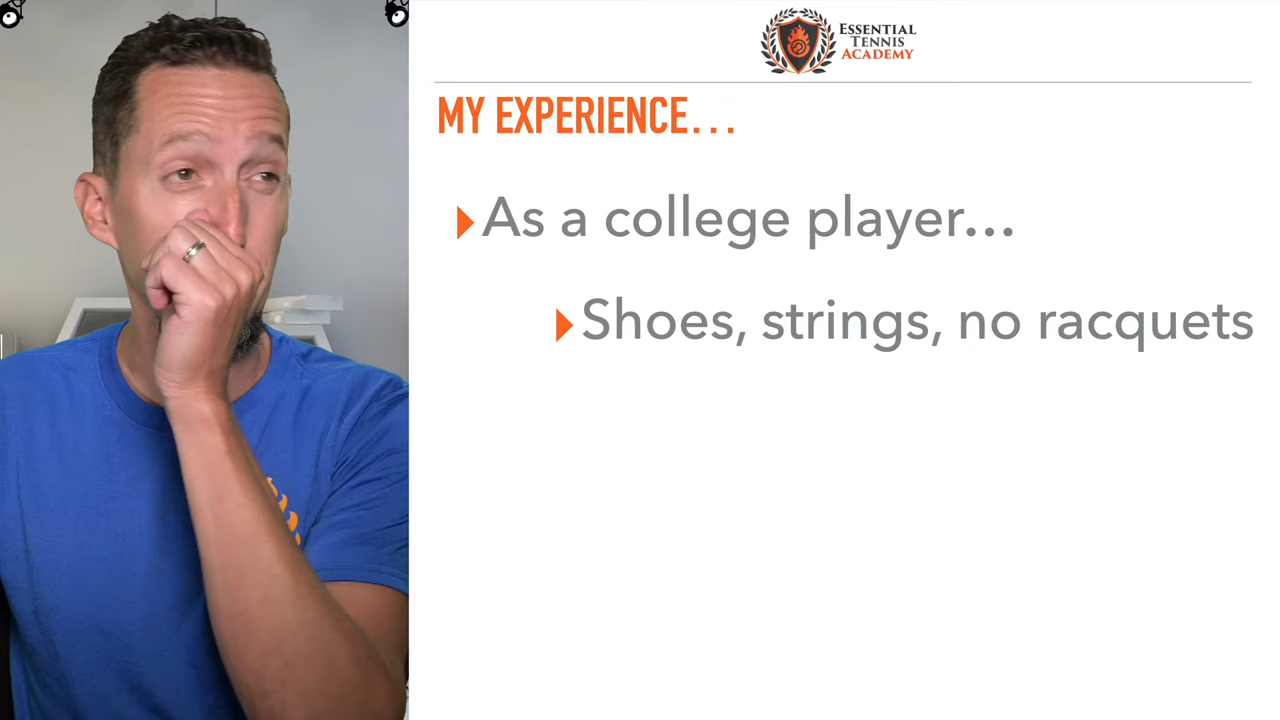 ESSENTIAL
TENNIS
ACADEMY
MY EXPERIENCE...
As a college player...
Shoes, strings, no racquets